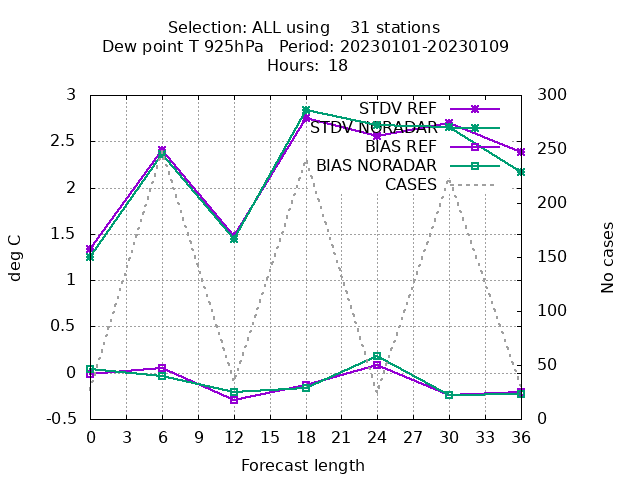 Selection: ALL using 31 stations
Dew point T 925hPa Period: 20230101-20230109
Hours: 18
3
2.5
2
1.5
1
0.5
0
-0.5
deg C
300
250
200
150
100
50
0
No cases
STDV REF
STDV NORADAR
BIAS REF
BIAS NORADAR
CASES
0 3 6 9 12 15 18 21 24 27 30 33 36
Forecast length